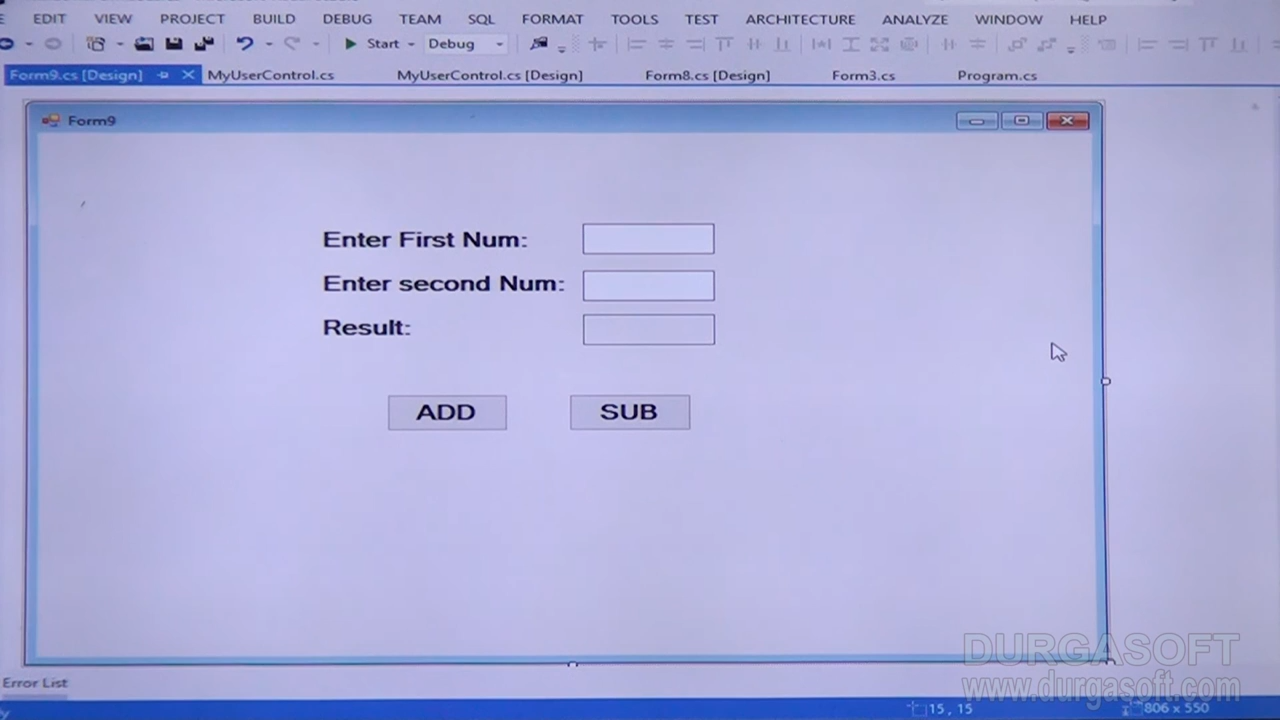 EDIT VIEW PROJECT BUILD DEBUG TEAM SQL FORMAT TOOLS TEST ARCHITECTURE ANALYZE WINDOW HELP
Start Debug
Form9.cs [Design] MyUserControl.cs MyUserControl.cs [Design] Form8.cs [Design] Form3.cs Program.cs
Form9
Enter First Num:
Enter second Num:
Result:
ADD SUB
DURGASOFT
www.durgasoft.com
Error List
15, 15 806 x 550